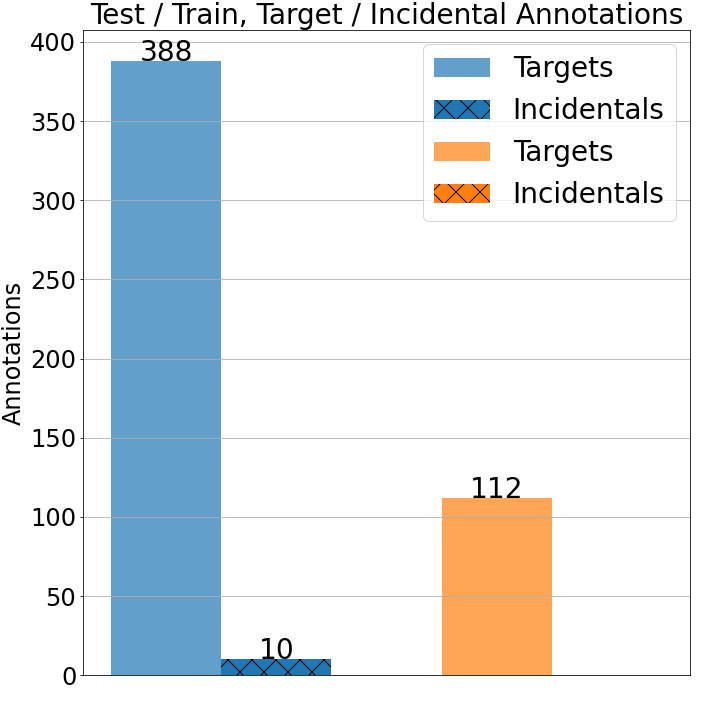 Test / Train, Target / Incidental Annotations
Annotations
400
350
300
250
200
150
100
50
0
388
10
112
Targets
Incidentals
Targets
Incidentals